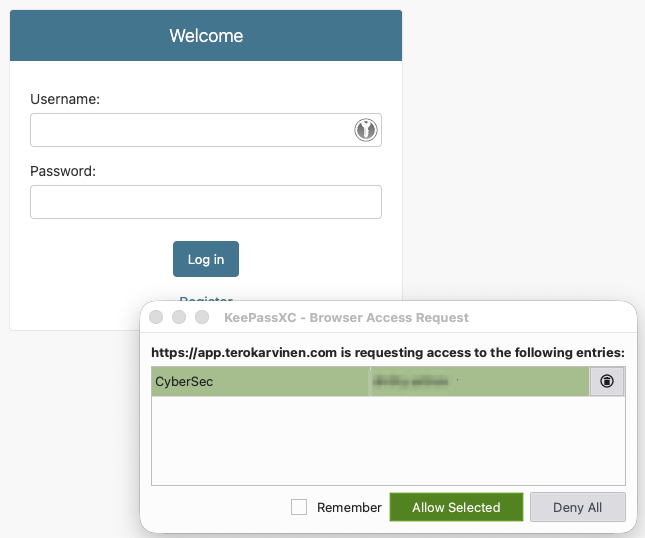 Welcome
Username:
Password:
Log in
Register
KeePassXC - Browser Access Request
https://app.terokarvinen.com is requesting access to the following entries:
CyberSec
Remember
Allow Selected
Deny All